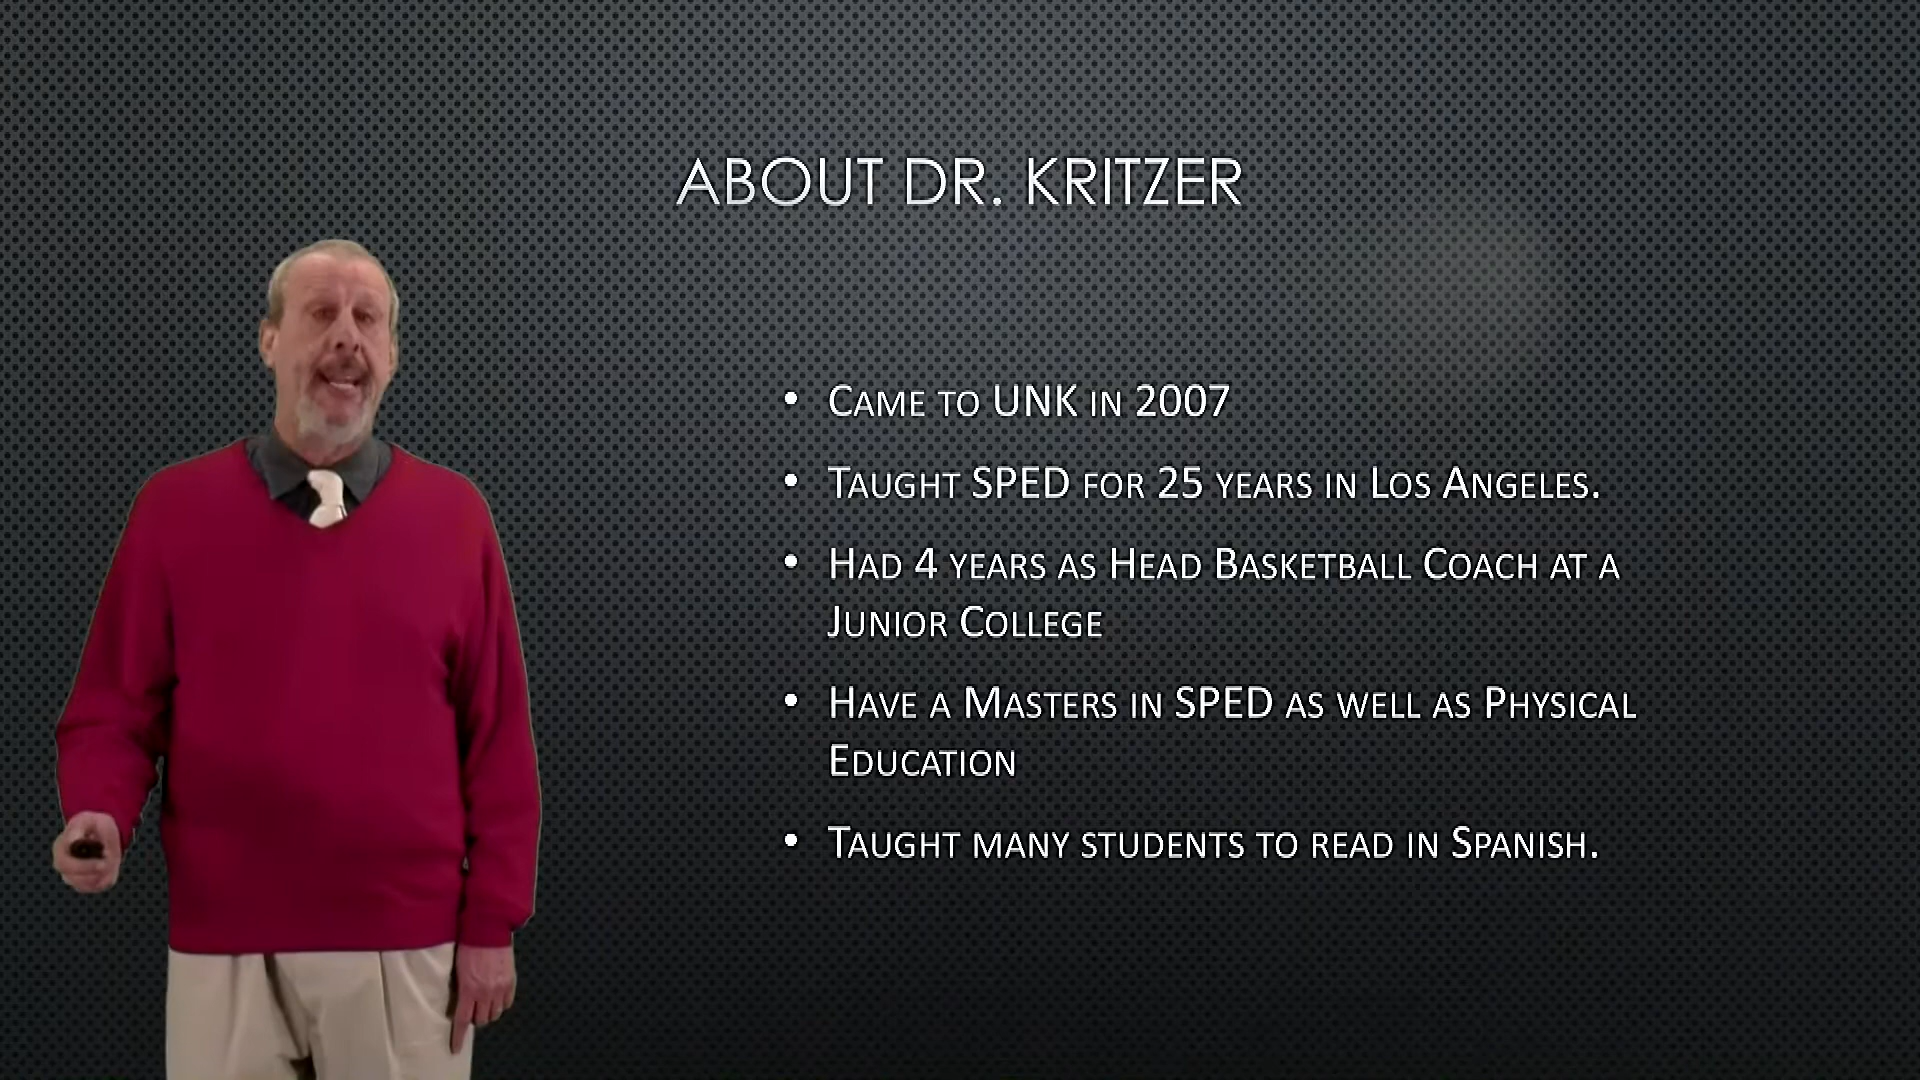 ABOUT DR. KRITZER
• CAME TO UNK IN 2007
• TAUGHT SPED FOR 25 YEARS IN LOS ANGELES.
• HAD 4 YEARS AS HEAD BASKETBALL COACH AT A
JUNIOR COLLEGE
• HAVE A MASTERS IN SPED AS WELL AS PHYSICAL
EDUCATION
• TAUGHT MANY STUDENTS TO READ IN SPANISH.